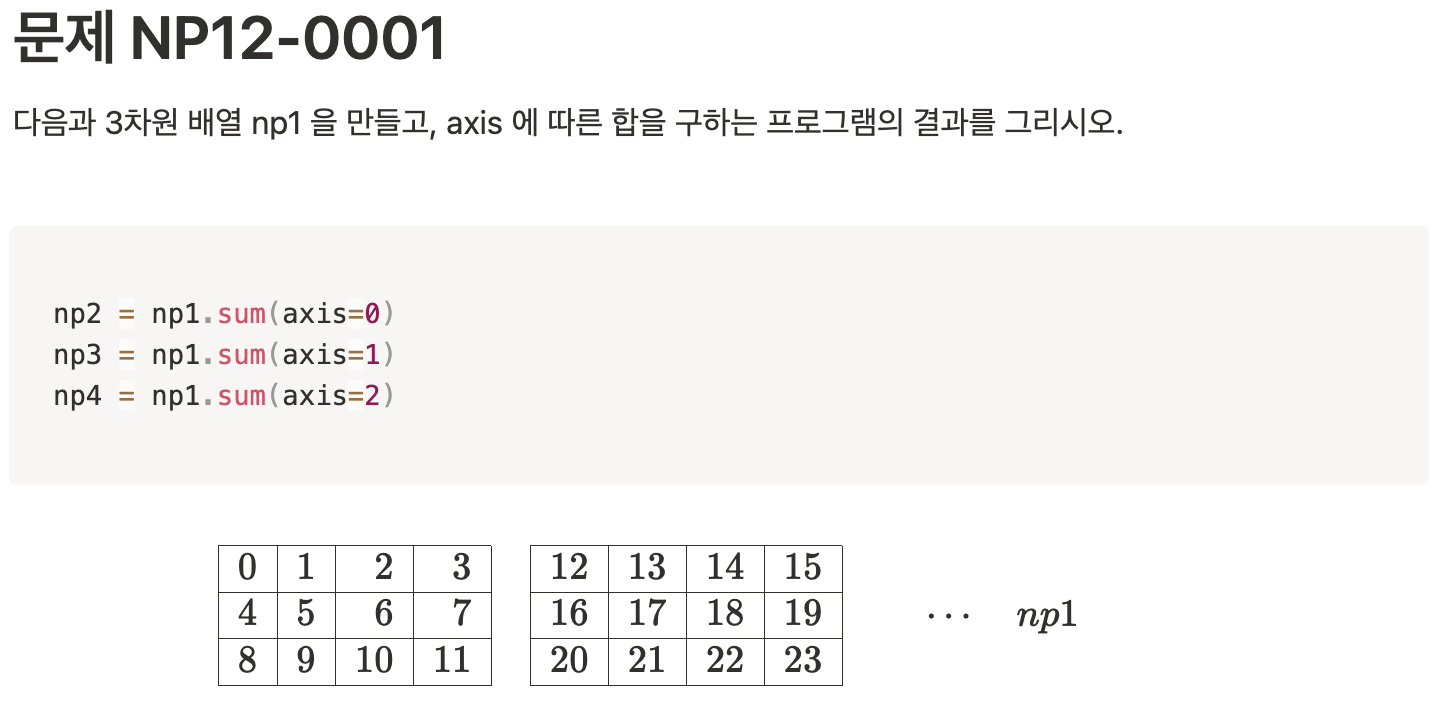 문제 NP12-0001
다음과 3차원 배열 np1 을 만들고, axis 에 따른 합을 구하는 프로그램의 결과를 그리시오.
np2 = np1.sum(axis=0)
np3 = np1.sum(axis=1)
np4 = np1.sum(axis=2)
0 1 2 3 12 13 14 15
4 5 6 7 16 17 18 19 ··· np1
8 9 10 11 20 21 22 23